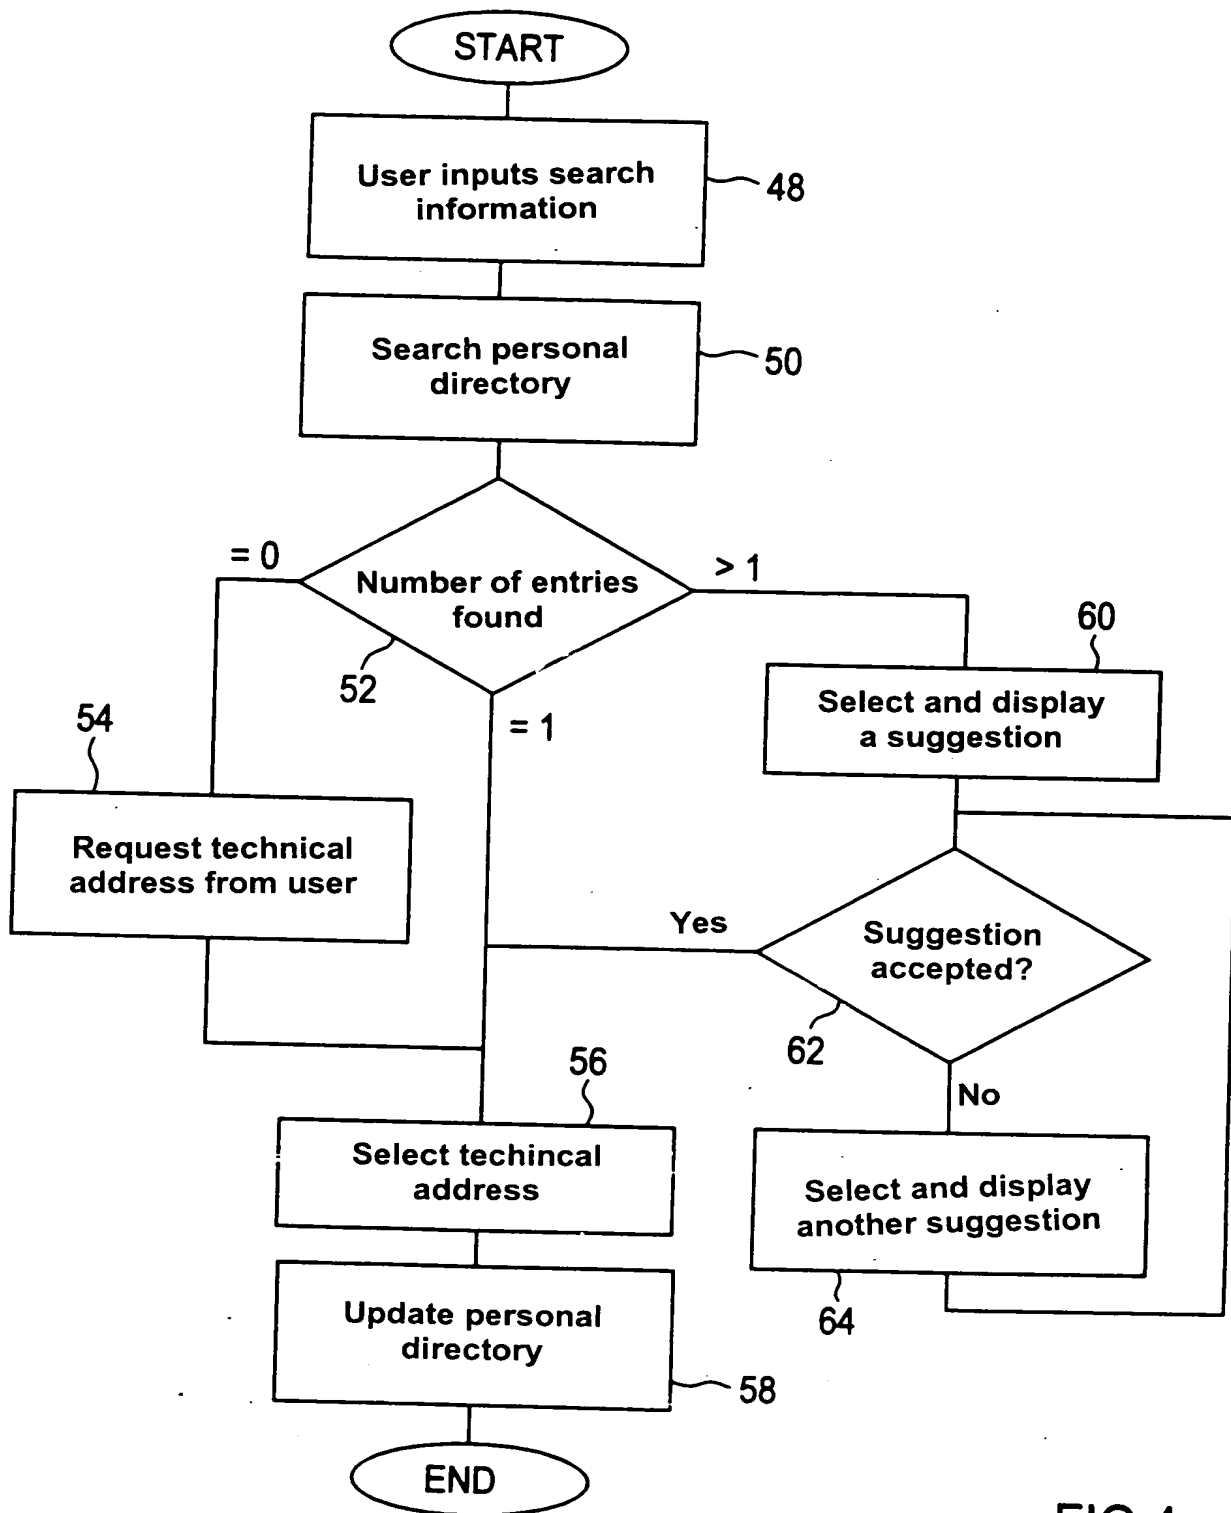 START
User inputs search
information
48
Search personal
directory
50
= 0
Number of entries
found
> 1
52
= 1
60
Select and display
a suggestion
54
Request technical
address from user
Yes
Suggestion
accepted?
62
No
56
Select techincal
address
Select and display
another suggestion
64
Update personal
directory
58
END